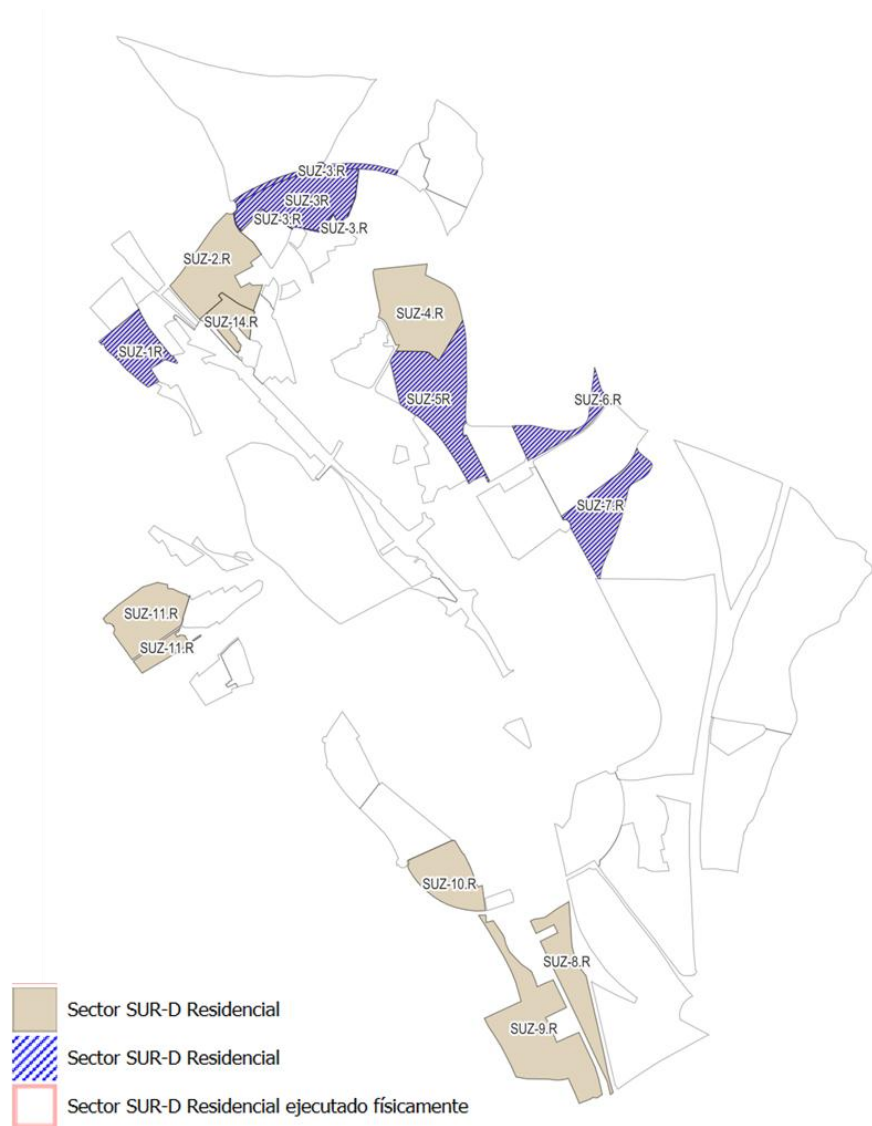 SUZ-3.R
SUZ-3R
SUZ-3.R
SUZ-3.R
SUZ-2.R
SUZ-4.R
SUZ-14.R
SUZ-1R
SUZ-5R
SUZ-6.R
SUZ-7.R
SUZ-11.R
SUZ-11.R
SUZ-10.R
SUZ-8.R
SUZ-9.R
Sector SUR-D Residencial
Sector SUR-D Residencial
Sector SUR-D Residencial ejecutado físicamente